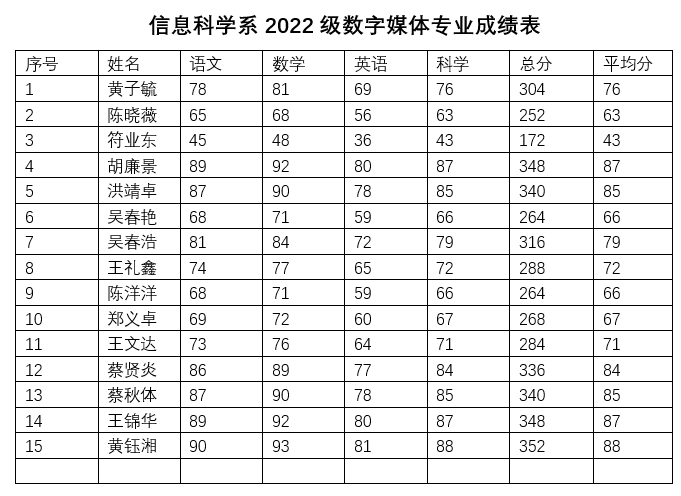 信息科学系 2022 级数字媒体专业成绩表
序号 姓名 语文 数学 英语 科学 总分 平均分
1 黄子毓 78 81 69 76 304 76
2 陈晓薇 65 68 56 63 252 63
3 符业东 45 48 36 43 172 43
4 胡廉景 89 92 80 87 348 87
5 洪靖卓 87 90 78 85 340 85
6 吴春艳 68 71 59 66 264 66
7 吴春浩 81 84 72 79 316 79
8 王礼鑫 74 77 65 72 288 72
9 陈洋洋 68 71 59 66 264 66
10 郑义卓 69 72 60 67 268 67
11 王文达 73 76 64 71 284 71
12 蔡贤炎 86 89 77 84 336 84
13 蔡秋体 87 90 78 85 340 85
14 王锦华 89 92 80 87 348 87
15 黄钰湘 90 93 81 88 352 88